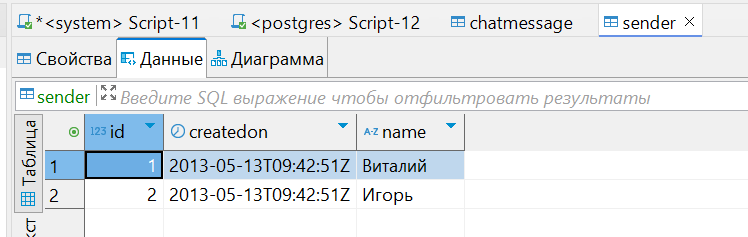 *<system> Script-11 <postgres> Script-12 chatmessage sender
Свойства Данные Диаграмма
sender Введите SQL выражение чтобы отфильтровать результаты
Таблица
123 id createdon A-Z name
1 1 2013-05-13T09:42:51Z Виталий
2 2 2013-05-13T09:42:51Z Игорь